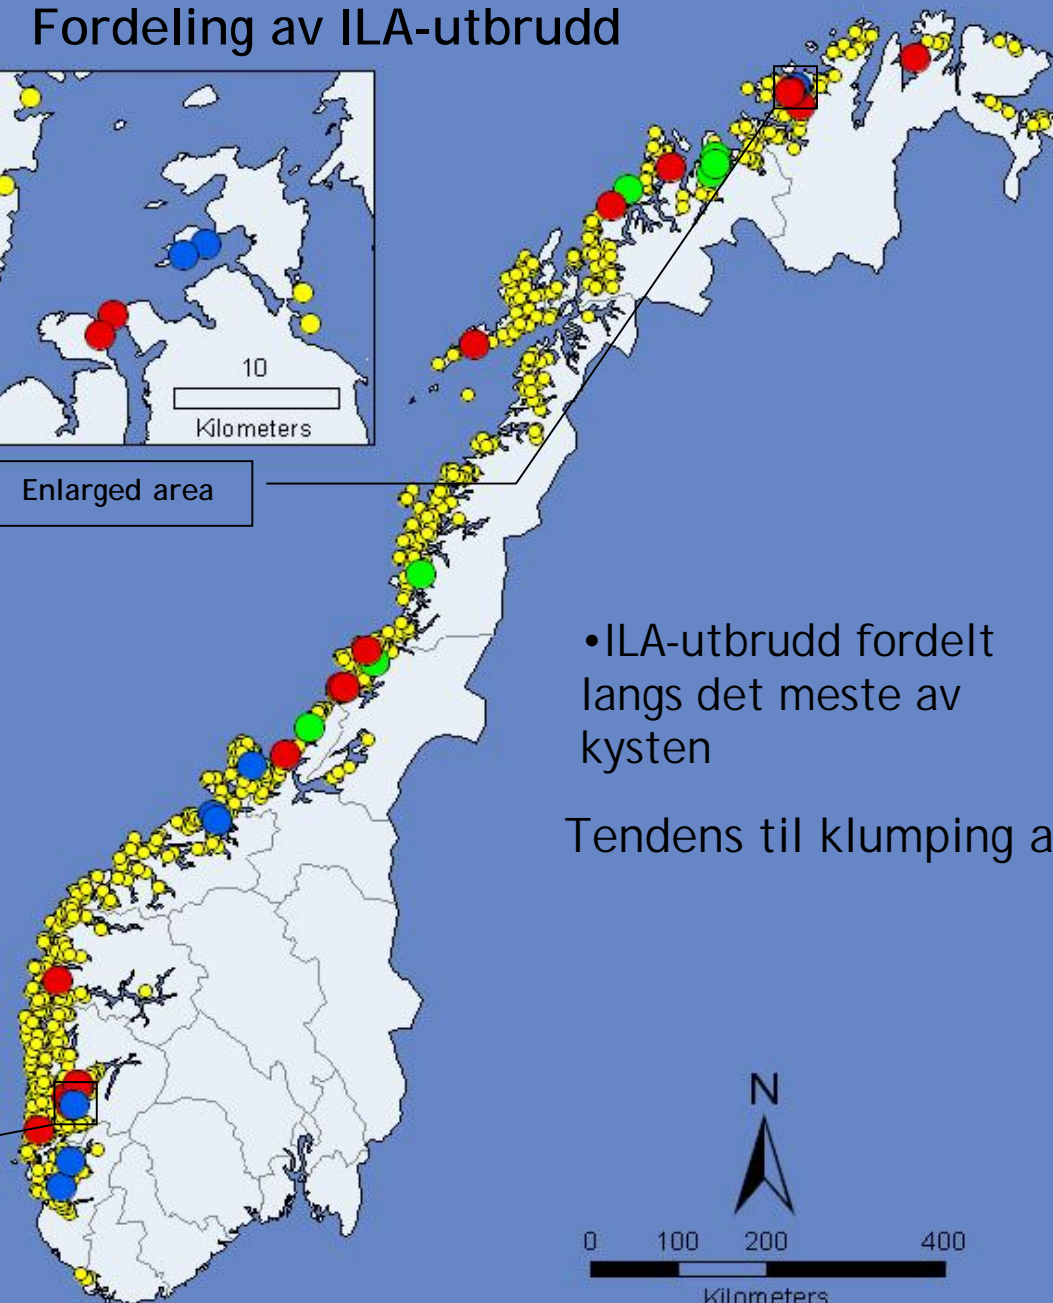 Fordeling av ILA-utbrudd
10
Kilometers
Enlarged area
•ILA-utbrudd fordelt
langs det meste av
kysten
Tendens til klumping a
N
0 100 200 400
Kilometers